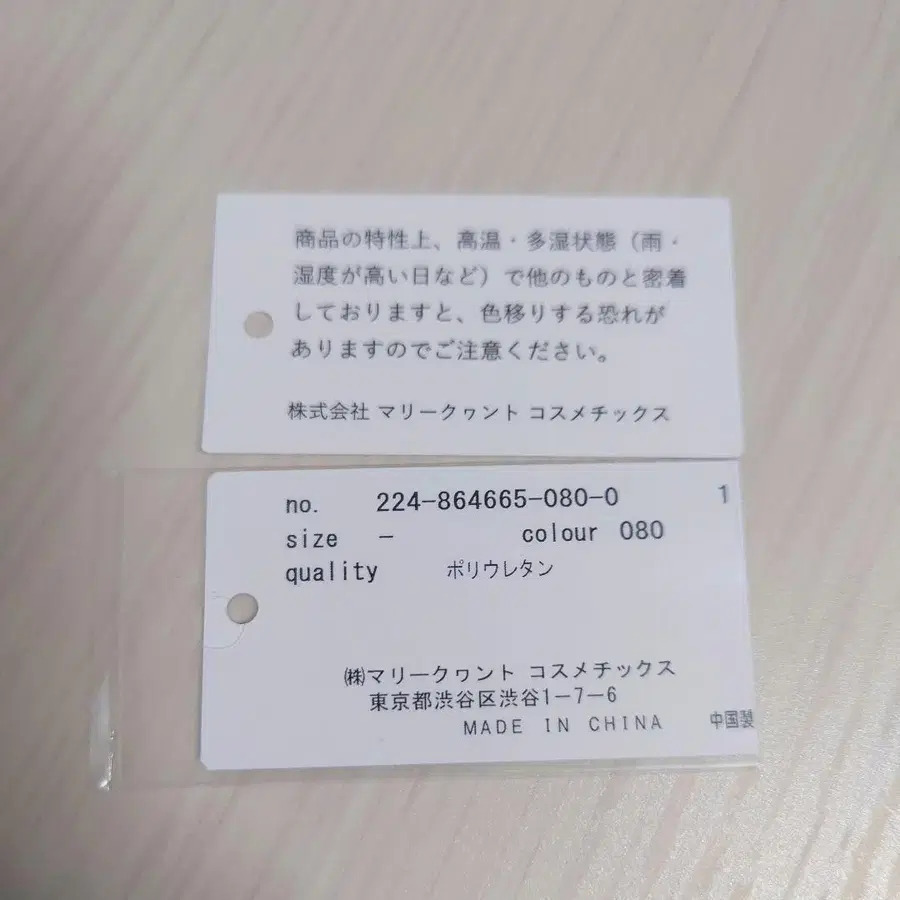 商品の特性上、高温・多湿状態（雨・
湿度が高い日など）で他のものと密着
しておりますと、色移りする恐れが
ありますのでご注意ください。
株式会社 マリークヮント コスメチックス
no. 224-864665-080-0 1
size - colour 080
quality ポリウレタン
㈱マリークヮント コスメチックス
東京都渋谷区渋谷1-7-6
MADE IN CHINA 中国製